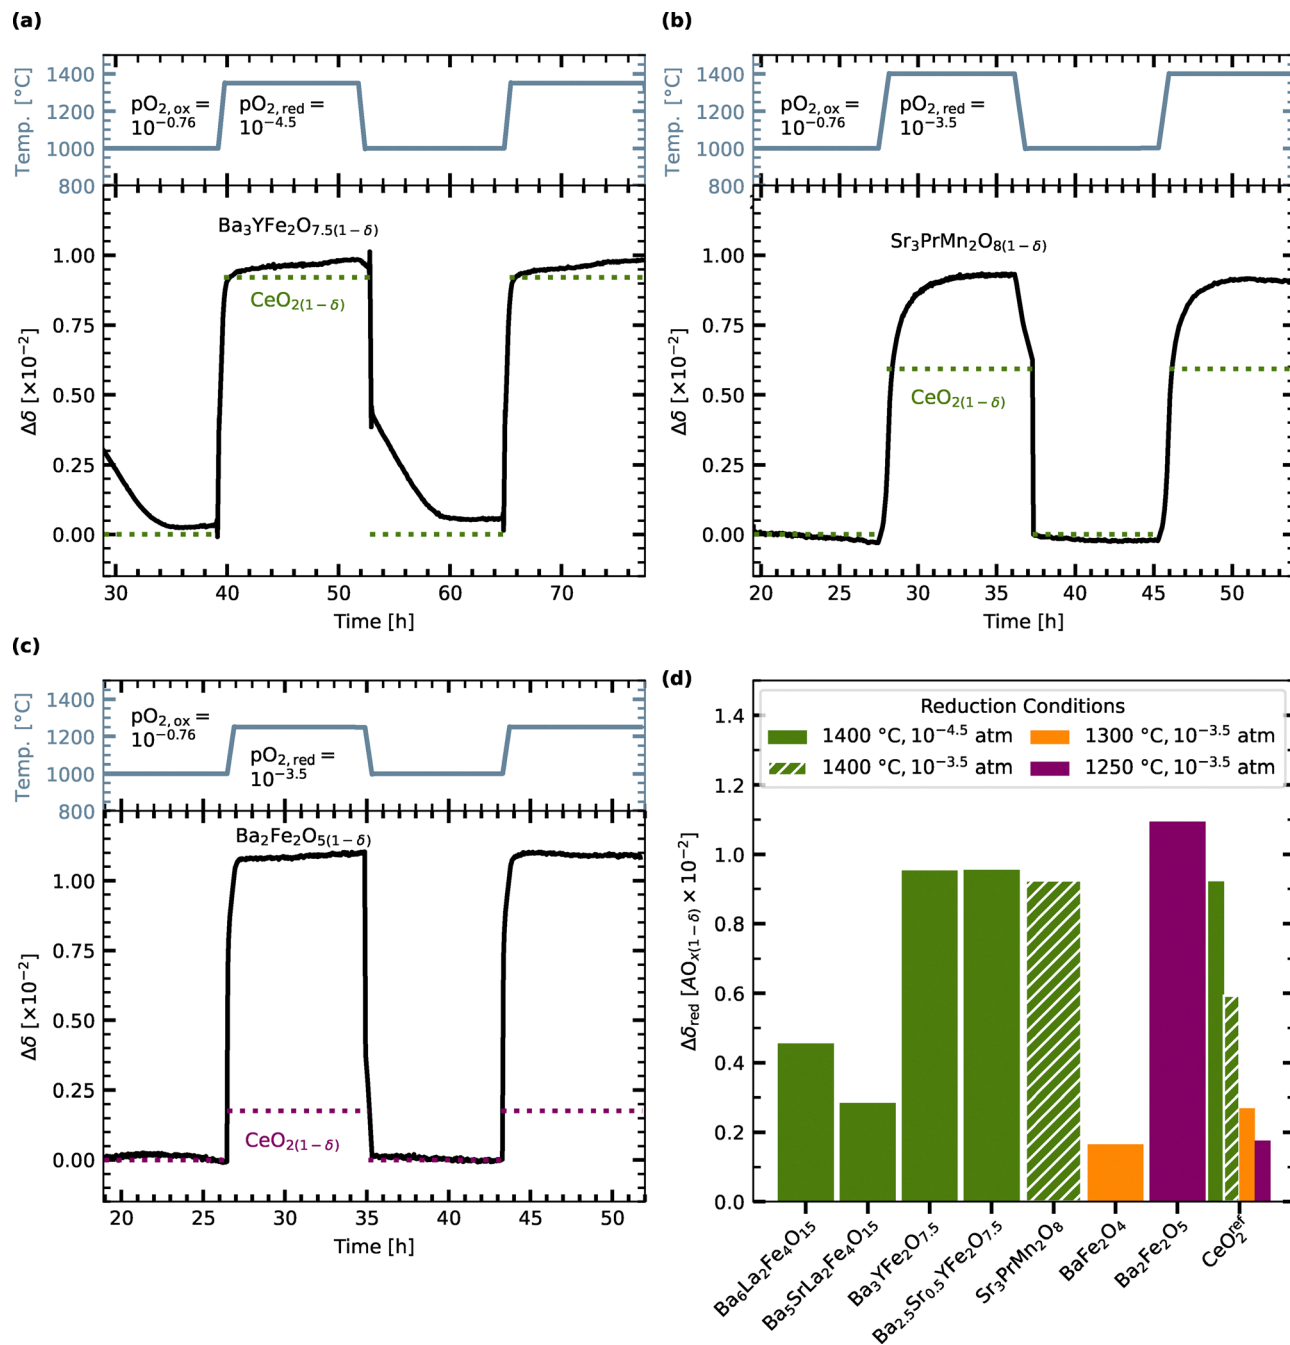 (a)
1400
1200
1000
800
Temp. [°C]
pO2,ox =
10−0.76
pO2,red =
10−4.5
Ba3YFe2O7.5(1−δ)
CeO2(1−δ)
1.00
0.75
0.50
0.25
0.00
Δδ [×10−2]
30 40 50 60 70
Time [h]
(b)
1400
1200
1000
800
Temp. [°C]
pO2,ox =
10−0.76
pO2,red =
10−3.5
Sr3PrMn2O8(1−δ)
CeO2(1−δ)
1.00
0.75
0.50
0.25
0.00
Δδ [×10−2]
20 25 30 35 40 45 50
Time [h]
(c)
1400
1200
1000
800
Temp. [°C]
pO2,ox =
10−0.76
pO2,red =
10−3.5
Ba2Fe2O5(1−δ)
CeO2(1−δ)
1.00
0.75
0.50
0.25
0.00
Δδ [×10−2]
20 25 30 35 40 45 50
Time [h]
(d)
Reduction Conditions
1400 °C, 10−4.5 atm
1400 °C, 10−3.5 atm
1300 °C, 10−3.5 atm
1250 °C, 10−3.5 atm
1.4
1.2
1.0
0.8
0.6
0.4
0.2
0.0
Δδred [AOx(1−δ) × 10−2]
Ba6La2Fe4O15
Ba5SrLa2Fe4O15
Ba3YFe2O7.5
Ba2.5Sr0.5YFe2O7.5
Sr3PrMn2O8
BaFe2O4
Ba2Fe2O5
CeO2ref